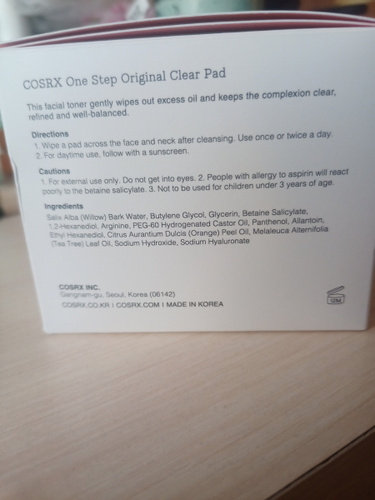 COSRX One Step Original Clear Pad
This facial toner gently wipes out excess oil and keeps the complexion clear,
refined and well-balanced.
Directions
1. Wipe a pad across the face and neck after cleansing. Use once or twice a day.
2. For daytime use, follow with a sunscreen.
Cautions
1. For external use only. Do not get into eyes. 2. People with allergy to aspirin will react
poorly to the betaine salicylate. 3. Not to be used for children under 3 years of age.
Ingredients
Salix Alba (Willow) Bark Water, Butylene Glycol, Glycerin, Betaine Salicylate,
1,2-Hexanediol, Arginine, PEG-60 Hydrogenated Castor Oil, Panthenol, Allantoin,
Ethyl Hexanediol, Citrus Aurantium Dulcis (Orange) Peel Oil, Melaleuca Alternifolia
(Tea Tree) Leaf Oil, Sodium Hydroxide, Sodium Hyaluronate
COSRX INC.
Gangnam-gu, Seoul, Korea (06142)
COSRX.CO.KR | COSRX.COM | MADE IN KOREA
12M